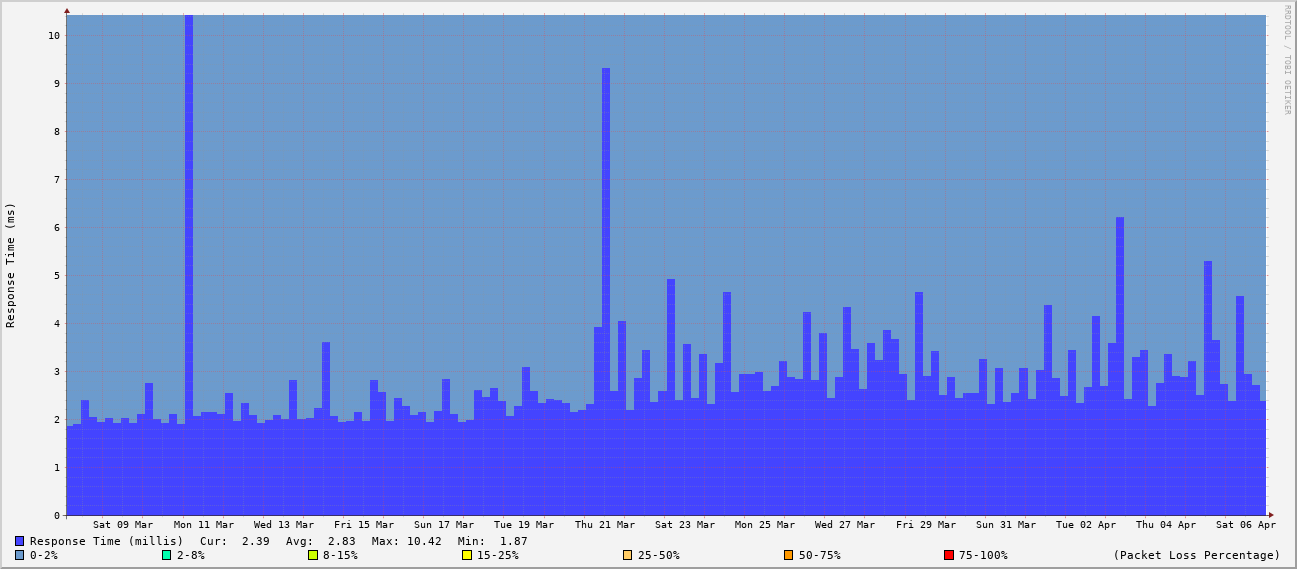 RRDTOOL / TOBI OETIKER
Response Time (ms)
10
9
8
7
6
5
4
3
2
1
0
Sat 09 Mar Mon 11 Mar Wed 13 Mar Fri 15 Mar Sun 17 Mar Tue 19 Mar Thu 21 Mar Sat 23 Mar Mon 25 Mar Wed 27 Mar Fri 29 Mar Sun 31 Mar Tue 02 Apr Thu 04 Apr Sat 06 Apr
Response Time (millis) Cur: 2.39 Avg: 2.83 Max: 10.42 Min: 1.87
0-2% 2-8% 8-15% 15-25% 25-50% 50-75% 75-100% (Packet Loss Percentage)